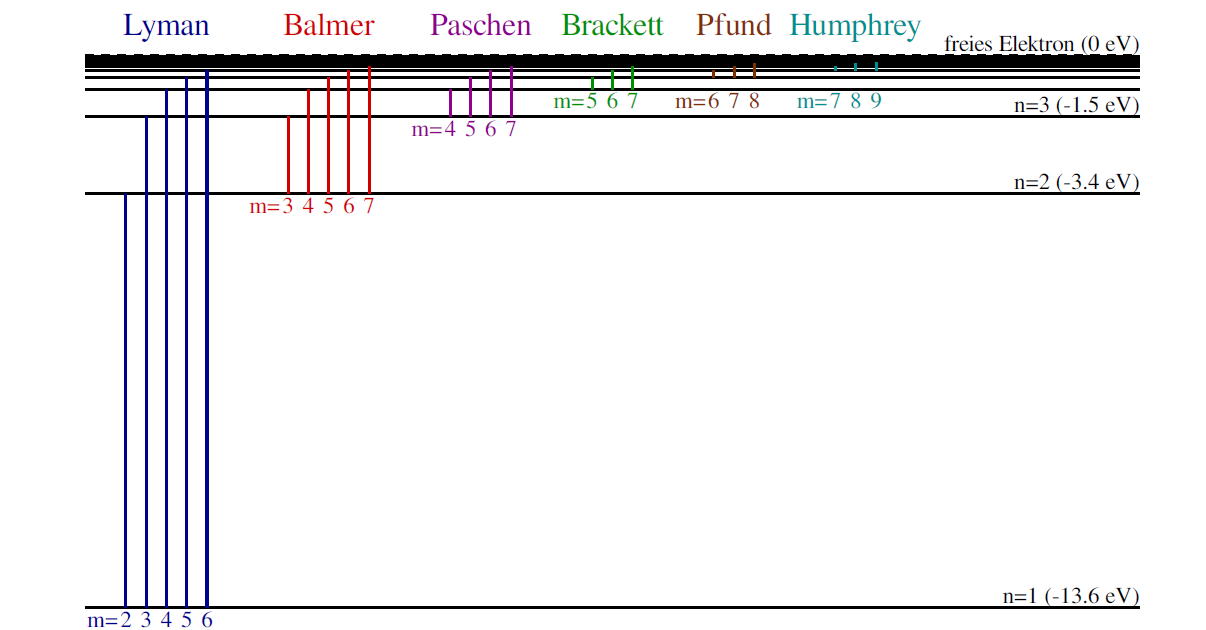 Lyman Balmer Paschen Brackett Pfund Humphrey
freies Elektron (0 eV)
m=5 6 7 m=6 7 8 m=7 8 9
n=3 (-1.5 eV)
m=4 5 6 7
n=2 (-3.4 eV)
m=3 4 5 6 7
n=1 (-13.6 eV)
m=2 3 4 5 6